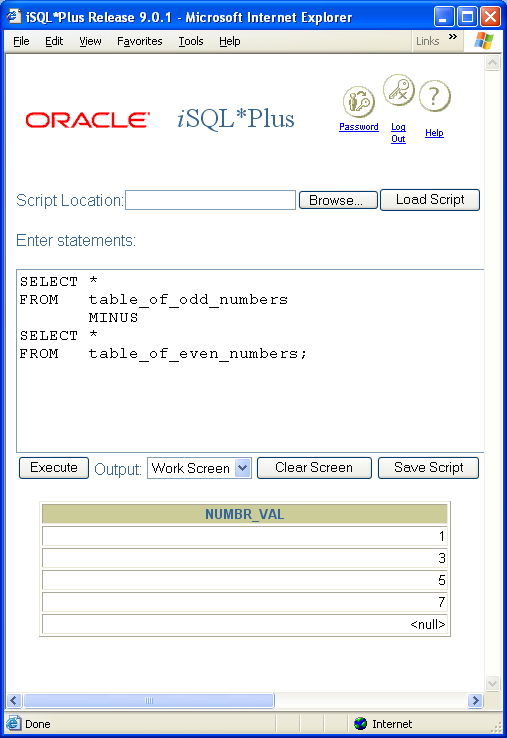 iSQL*Plus Release 9.0.1 - Microsoft Internet Explorer
File Edit View Favorites Tools Help Links »
ORACLE iSQL*Plus
Password Log Out Help
Script Location: Browse... Load Script
Enter statements:
SELECT *
FROM table_of_odd_numbers
MINUS
SELECT *
FROM table_of_even_numbers;
Execute Output: Work Screen Clear Screen Save Script
NUMBR_VAL
1
3
5
7
<null>
Done Internet